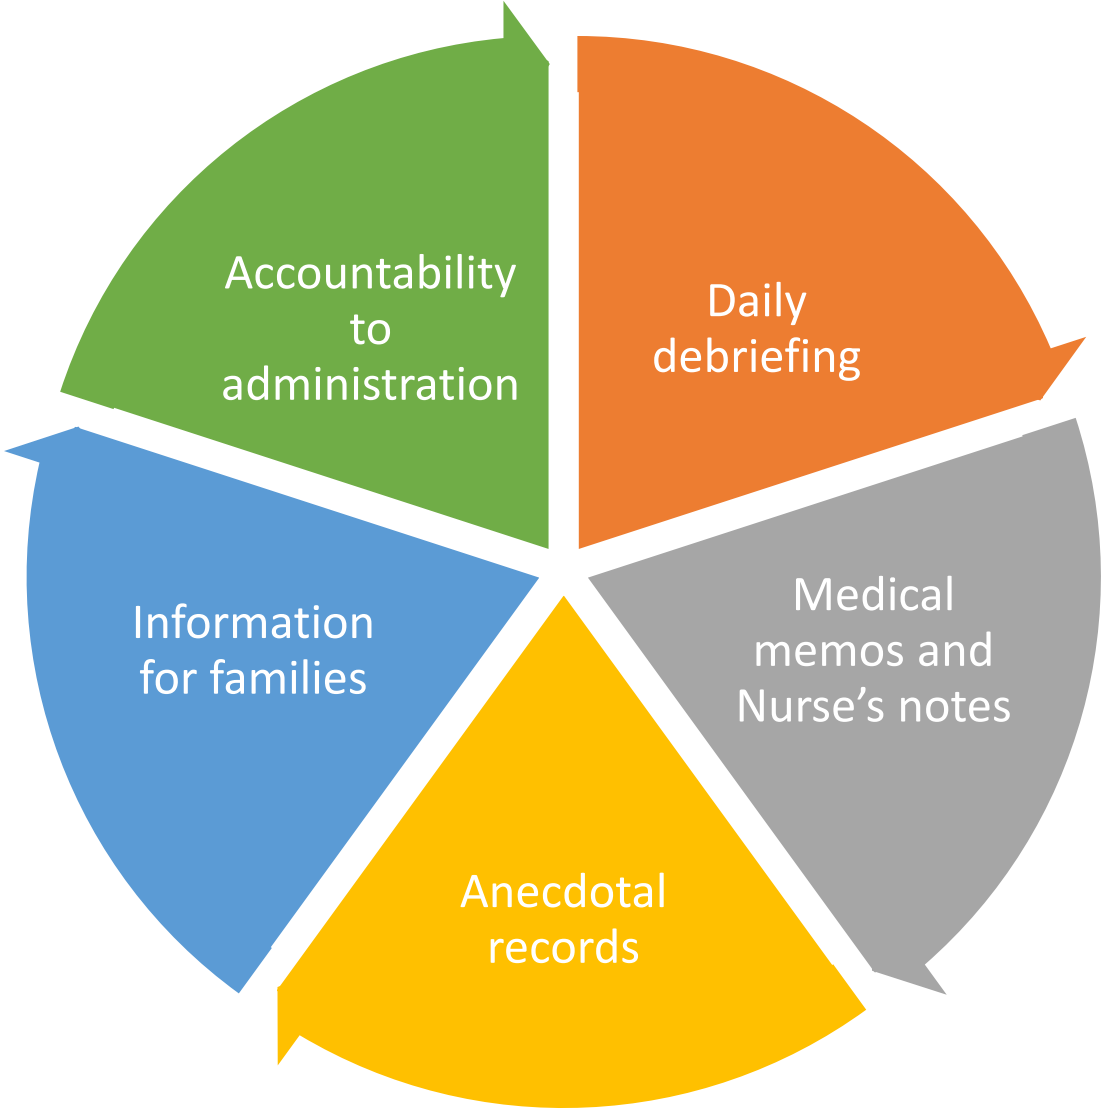 Accountability
to
administration
Daily
debriefing
Medical
memos and
Nurse’s notes
Anecdotal
records
Information
for families